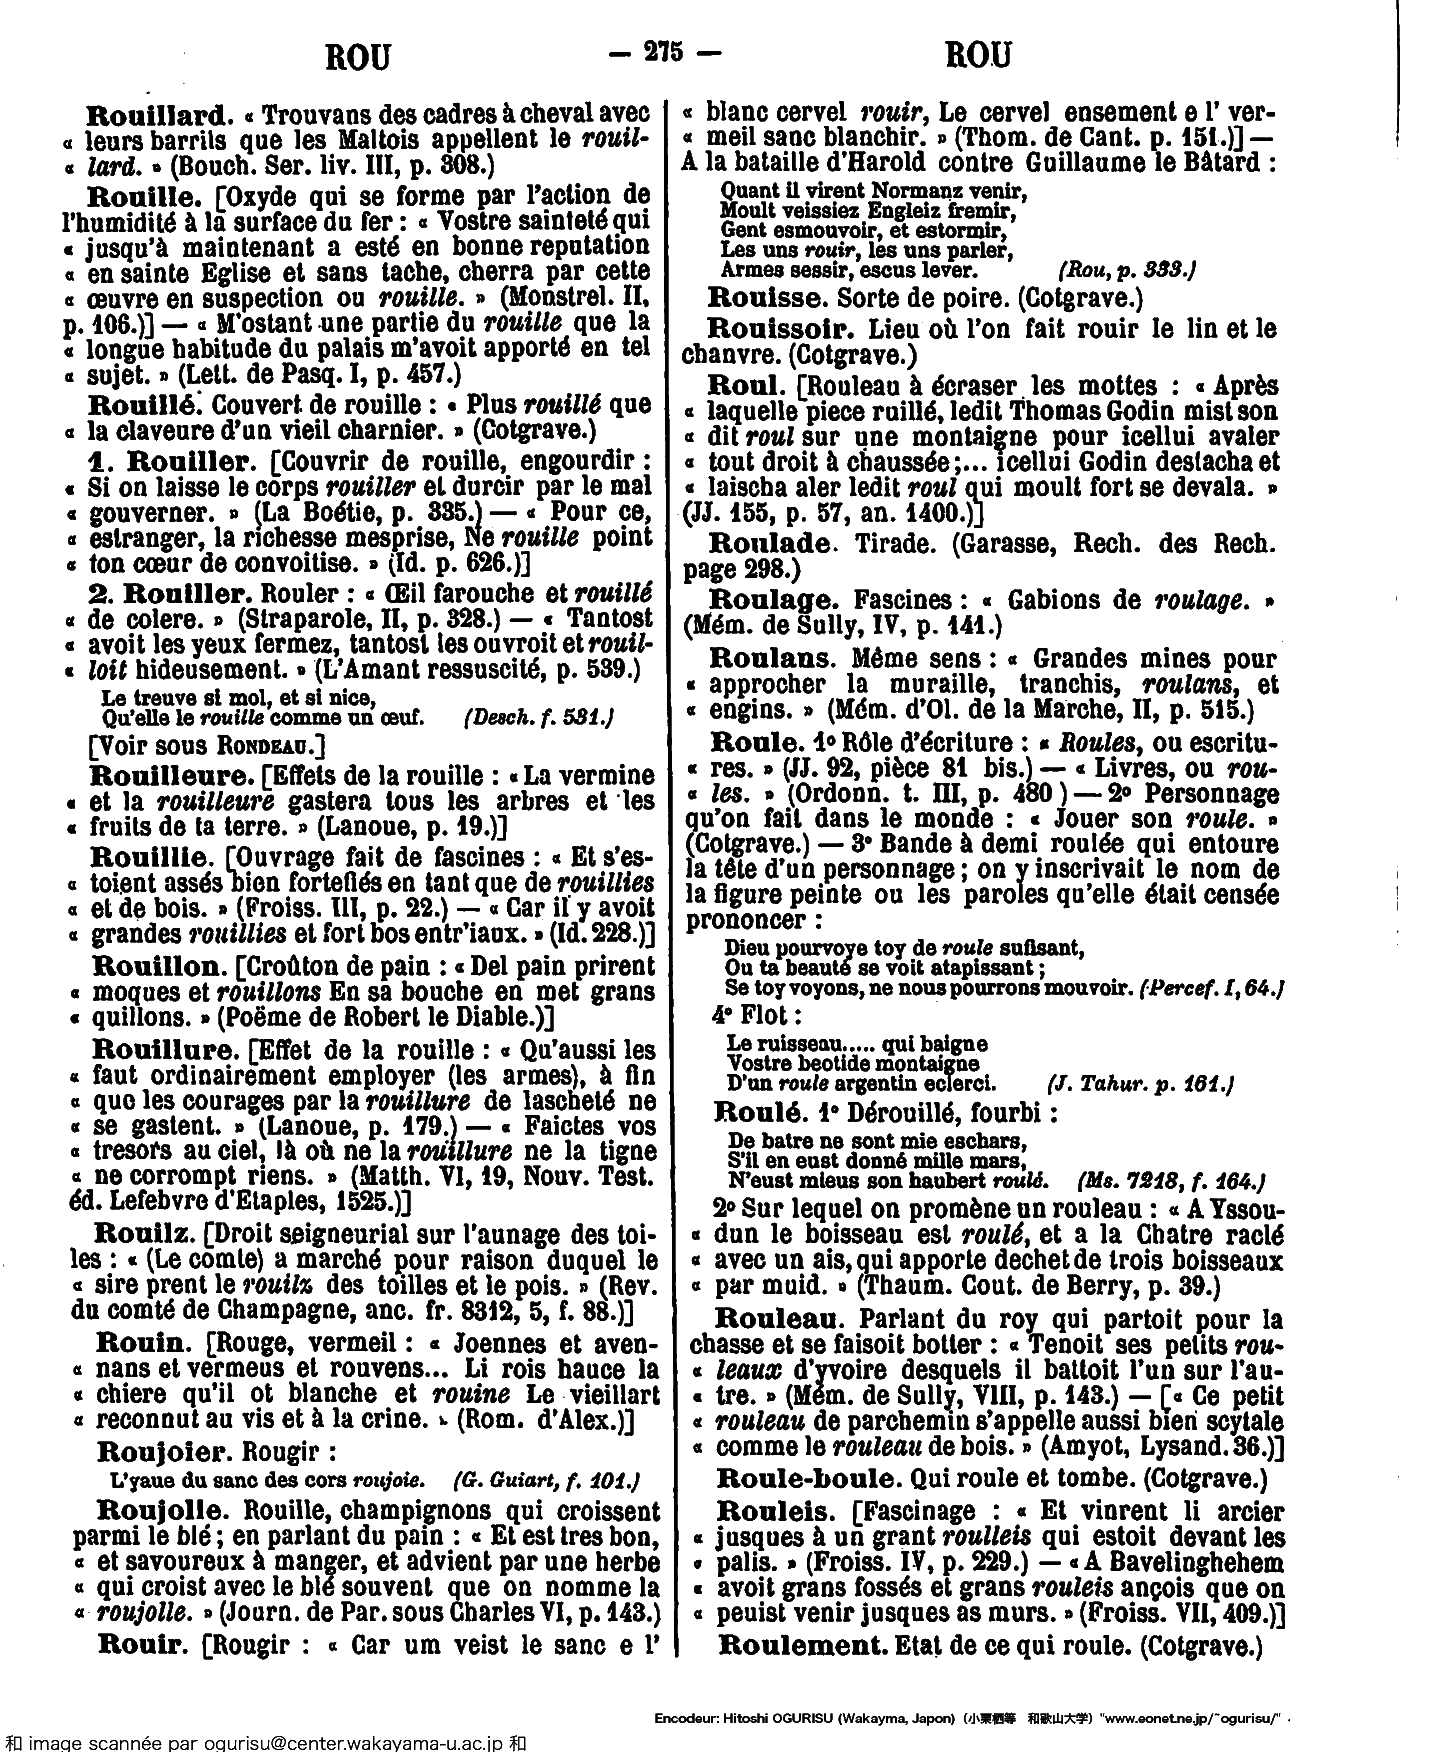 ROU
— 275 —
ROU
Rouillard. « Trouvans des cadres à cheval avec
« leurs barrils que les Maltois appellent le rouil-
« lard. » (Bouch. Ser. liv. III, p. 308.)
Rouille. [Oxyde qui se forme par l'action de
l'humidité à la surface du fer : « Vostre sainteté qui
« jusqu'à maintenant a esté en bonne reputation
« en sainte Eglise et sans tache, cherra par cette
« œuvre en suspection ou rouille. » (Monstrel. II,
p. 106.)] — « M'ostant une partie du rouille que la
« longue habitude du palais m'avoit apporté en tel
« sujet. » (Lett. de Pasq. I, p. 457.)
Rouillé. Couvert de rouille : « Plus rouillé que
« la claveure d'un vieil charnier. » (Cotgrave.)
1. Rouiller. [Couvrir de rouille, engourdir :
« Si on laisse le corps rouiller et durcir par le mal
« gouverner. » (La Boétie, p. 335.) — « Pour ce,
« estranger, la richesse mesprise, Ne rouille point
« ton cœur de convoitise. » (Id. p. 626.)]
2. Rouiller. Rouler : « Œil farouche et rouillé
« de colere. » (Straparole, II, p. 328.) — « Tantost
« avoit les yeux fermez, tantost les ouvroit et rouil-
« loit hideusement. » (L'Amant ressuscité, p. 539.)
Le treuve si mol, et si nice,
Qu'elle le rouille comme un œuf. (Desch. f. 531.)
[Voir sous RONDEAU.]
Rouilleure. [Effets de la rouille : « La vermine
« et la rouilleure gastera tous les arbres et les
« fruits de ta terre. » (Lanoue, p. 19.)]
Rouillie. [Ouvrage fait de fascines : « Et s'es-
« toient assés bien fortefiés en tant que de rouillies
« et de bois. » (Froiss. III, p. 22.) — « Car il y avoit
« grandes rouillies et fort bos entr'iaux. » (Id. 228.)]
Rouillon. [Croûton de pain : « Del pain prirent
« moques et rouillons En sa bouche en met grans
« quillons. » (Poëme de Robert le Diable.)]
Rouillure. [Effet de la rouille : « Qu'aussi les
« faut ordinairement employer (les armes), à fin
« que les courages par la rouillure de lascheté ne
« se gastent. » (Lanoue, p. 179.) — « Faictes vos
« tresors au ciel, là où ne la rouillure ne la tigne
« ne corrompt riens. » (Matth. VI, 19, Nouv. Test.
éd. Lefebvre d'Etaples, 1525.)]
Rouilz. [Droit seigneurial sur l'aunage des toi-
les : « (Le comte) a marché pour raison duquel le
« sire prent le rouilz des toilles et le pois. » (Rev.
du comté de Champagne, anc. fr. 8312, 5, f. 88.)]
Rouin. [Rouge, vermeil : « Joennes et aven-
« nans et vermeus et rouvens... Li rois hauce la
« chiere qu'il ot blanche et rouine Le vieillart
« reconnut au vis et à la crine. » (Rom. d'Alex.)]
Roujoier. Rougir :
L'yaue du sanc des cors roujoie. (G. Guiart, f. 101.)
Roujolle. Rouille, champignons qui croissent
parmi le blé ; en parlant du pain : « Et est tres bon,
« et savoureux à manger, et advient par une herbe
« qui croist avec le blé souvent que on nomme la
« roujolle. » (Journ. de Par. sous Charles VI, p. 143.)
Rouir. [Rougir : « Car um veist le sanc e l'
« blanc cervel rouir, Le cervel ensement e l' ver-
« meil sanc blanchir. » (Thom. de Cant. p. 151.)] —
A la bataille d'Harold contre Guillaume le Bâtard :
Quant il virent Normanz venir,
Moult veissiez Engleiz fremir,
Gent esmouvoir, et estormir,
Les uns rouir, les uns parler,
Armes sessir, escus lever. (Rou, p. 333.)
Rouisse. Sorte de poire. (Cotgrave.)
Rouissoir. Lieu où l'on fait rouir le lin et le
chanvre. (Cotgrave.)
Roul. [Rouleau à écraser les mottes : « Après
« laquelle piece ruillé, ledit Thomas Godin mist son
« dit roul sur une montaigne pour icellui avaler
« tout droit à chaussée ;... icellui Godin destacha et
« laischa aler ledit roul qui moult fort se devala. »
(JJ. 155, p. 57, an. 1400.)]
Roulade. Tirade. (Garasse, Rech. des Rech.
page 298.)
Roulage. Fascines : « Gabions de roulage. »
(Mém. de Sully, IV, p. 141.)
Roulans. Même sens : « Grandes mines pour
« approcher la muraille, tranchis, roulans, et
« engins. » (Mém. d'Ol. de la Marche, II, p. 515.)
Roule. 1º Rôle d'écriture : « Roules, ou escritu-
« res. » (JJ. 92, pièce 81 bis.) — « Livres, ou rou-
« les. » (Ordonn. t. III, p. 480 ) — 2º Personnage
qu'on fait dans le monde : « Jouer son roule. »
(Cotgrave.) — 3º Bande à demi roulée qui entoure
la tête d'un personnage ; on y inscrivait le nom de
la figure peinte ou les paroles qu'elle était censée
prononcer :
Dieu pourvoye toy de roule sufisant,
Ou ta beauté se voit atapissant ;
Se toy voyons, ne nous pourrons mouvoir. (Percef. I, 64.)
4º Flot :
Le ruisseau..... qui baigne
Vostre beotide montaigne
D'un roule argentin eclerci. (J. Tahur. p. 161.)
Roulé. 1º Dérouillé, fourbi :
De batre ne sont mie eschars,
S'il en eust donné mille mars,
N'eust mieus son haubert roulé. (Ms. 7218, f. 164.)
2º Sur lequel on promène un rouleau : « A Yssou-
« dun le boisseau est roulé, et a la Chatre raclé
« avec un ais, qui apporte dechet de trois boisseaux
« par muid. » (Thaum. Cout. de Berry, p. 39.)
Rouleau. Parlant du roy qui partoit pour la
chasse et se faisoit botter : « Tenoit ses petits rou-
« leaux d'yvoire desquels il battoit l'un sur l'au-
« tre. » (Mém. de Sully, VIII, p. 143.) — [« Ce petit
« rouleau de parchemin s'appelle aussi bien scytale
« comme le rouleau de bois. » (Amyot, Lysand. 36.)]
Roule-boule. Qui roule et tombe. (Cotgrave.)
Rouleis. [Fascinage : « Et vinrent li arcier
« jusques à un grant roulleis qui estoit devant les
« palis. » (Froiss. IV, p. 229.) — « A Bavelinghehem
« avoit grans fossés et grans rouleis ançois que on
« peuist venir jusques as murs. » (Froiss. VII, 409.)]
Roulement. Etat de ce qui roule. (Cotgrave.)
Encodeur: Hitoshi OGURISU (Wakayma, Japon) (小栗栖等 和歌山大学) "www.eonet.ne.jp/~ogurisu/"
和 image scannée par ogurisu@center.wakayama-u.ac.jp 和